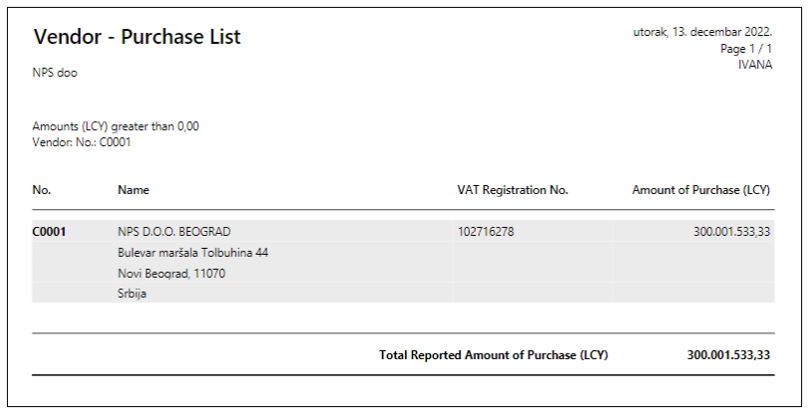 Vendor - Purchase List
utorak, 13. decembar 2022.
Page 1 / 1
IVANA
NPS doo
Amounts (LCY) greater than 0,00
Vendor: No.: C0001
No. Name VAT Registration No. Amount of Purchase (LCY)
C0001 NPS D.O.O. BEOGRAD 102716278 300.001.533,33
Bulevar maršala Tolbuhina 44
Novi Beograd, 11070
Srbija
Total Reported Amount of Purchase (LCY) 300.001.533,33